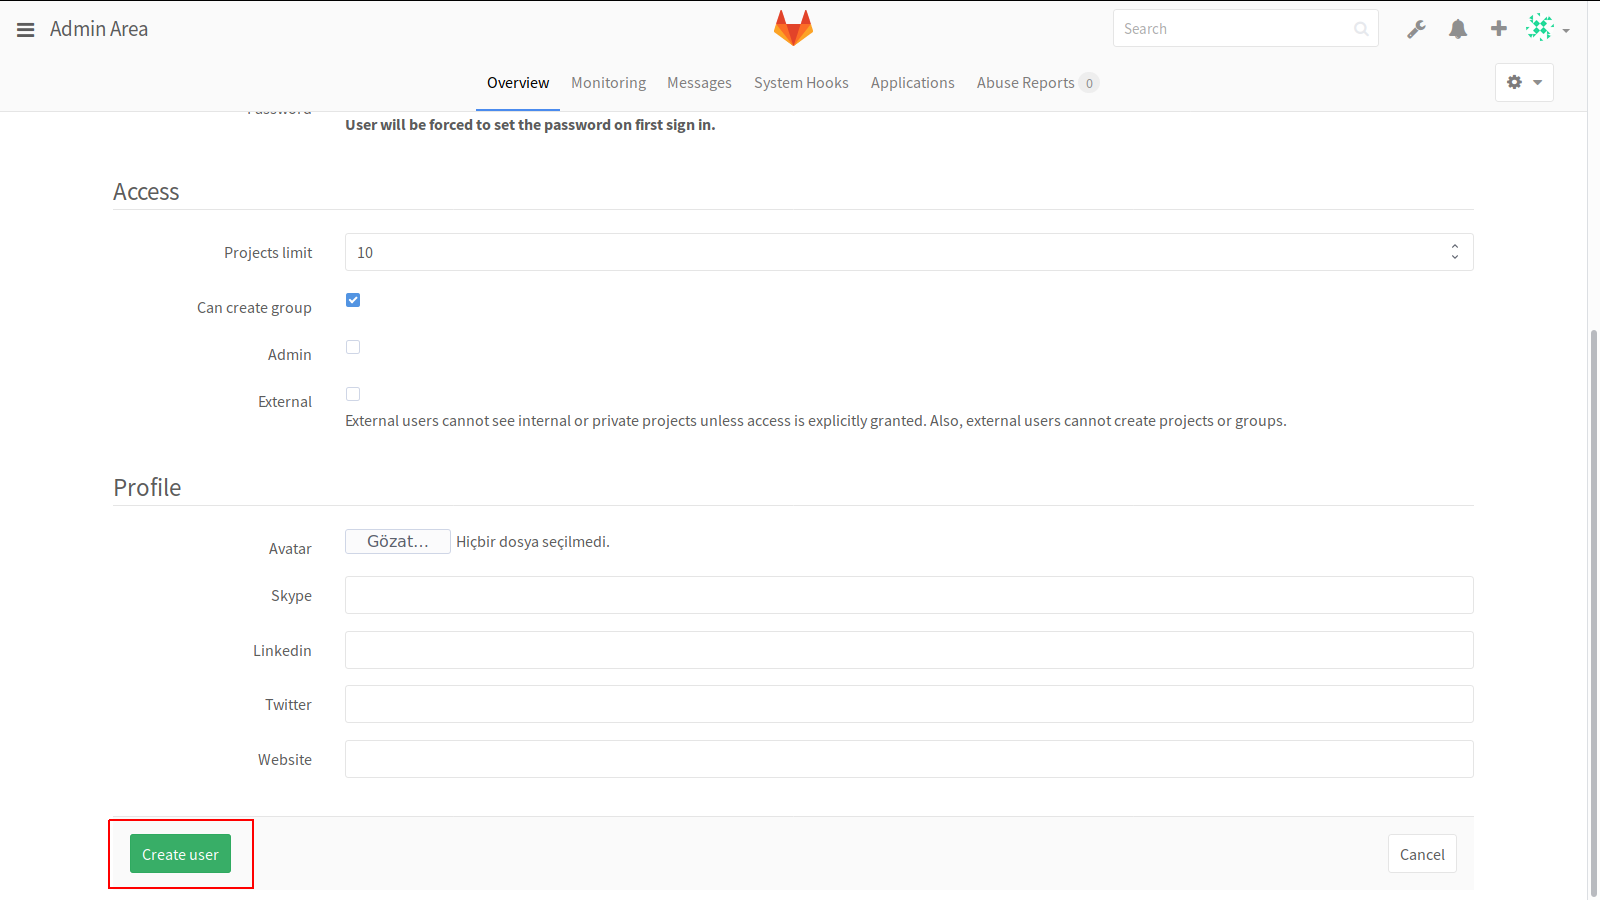 Admin Area
Search
Overview Monitoring Messages System Hooks Applications Abuse Reports 0
Password
User will be forced to set the password on first sign in.
Access
Projects limit 10
Can create group
Admin
External
External users cannot see internal or private projects unless access is explicitly granted. Also, external users cannot create projects or groups.
Profile
Avatar Gözat... Hiçbir dosya seçilmedi.
Skype
Linkedin
Twitter
Website
Create user Cancel